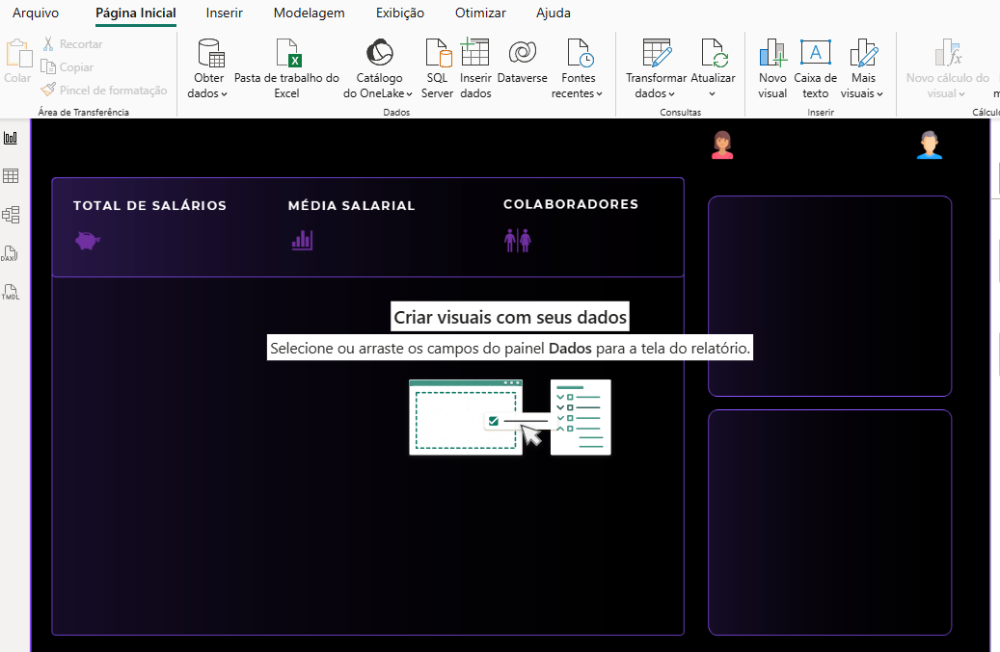 Arquivo Página Inicial Inserir Modelagem Exibição Otimizar Ajuda
Colar
Recortar
Copiar
Pincel de formatação
Área de Transferência
Obter
dados
Pasta de trabalho do
Excel
Catálogo
do OneLake
SQL
Server
Inserir
dados
Dataverse
Fontes
recentes
Dados
Transformar
dados
Atualizar
Consultas
Novo
visual
Caixa de
texto
Mais
visuais
Inserir
Novo cálculo do
visual
DAX
TMDL
TOTAL DE SALÁRIOS
MÉDIA SALARIAL
COLABORADORES
Criar visuais com seus dados
Selecione ou arraste os campos do painel Dados para a tela do relatório.